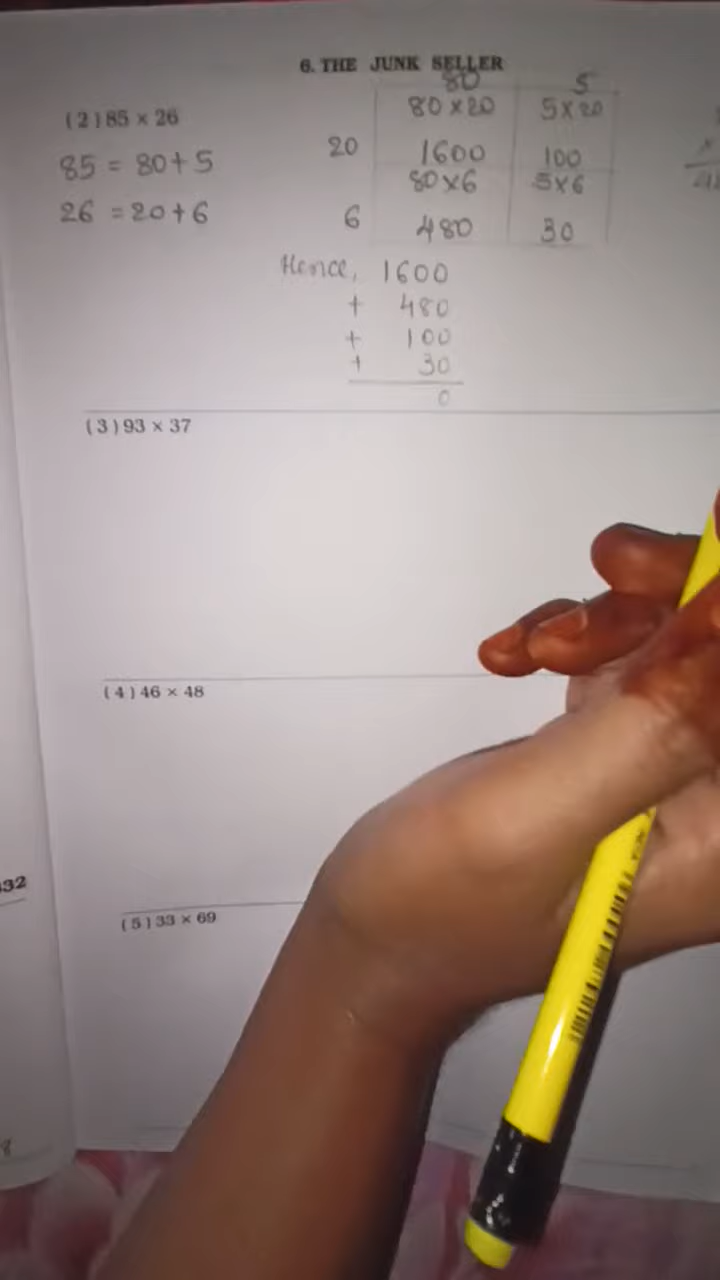 6. THE JUNK SELLER
(2) 85 × 26
85 = 80 + 5
26 = 20 + 6
80 5
80 × 20 5 × 20
20 1600 100
80 × 6 5 × 6
6 480 30
Hence, 1600
+ 480
+ 100
+ 30
0
(3) 93 × 37
(4) 46 × 48
(5) 33 × 69
32
8